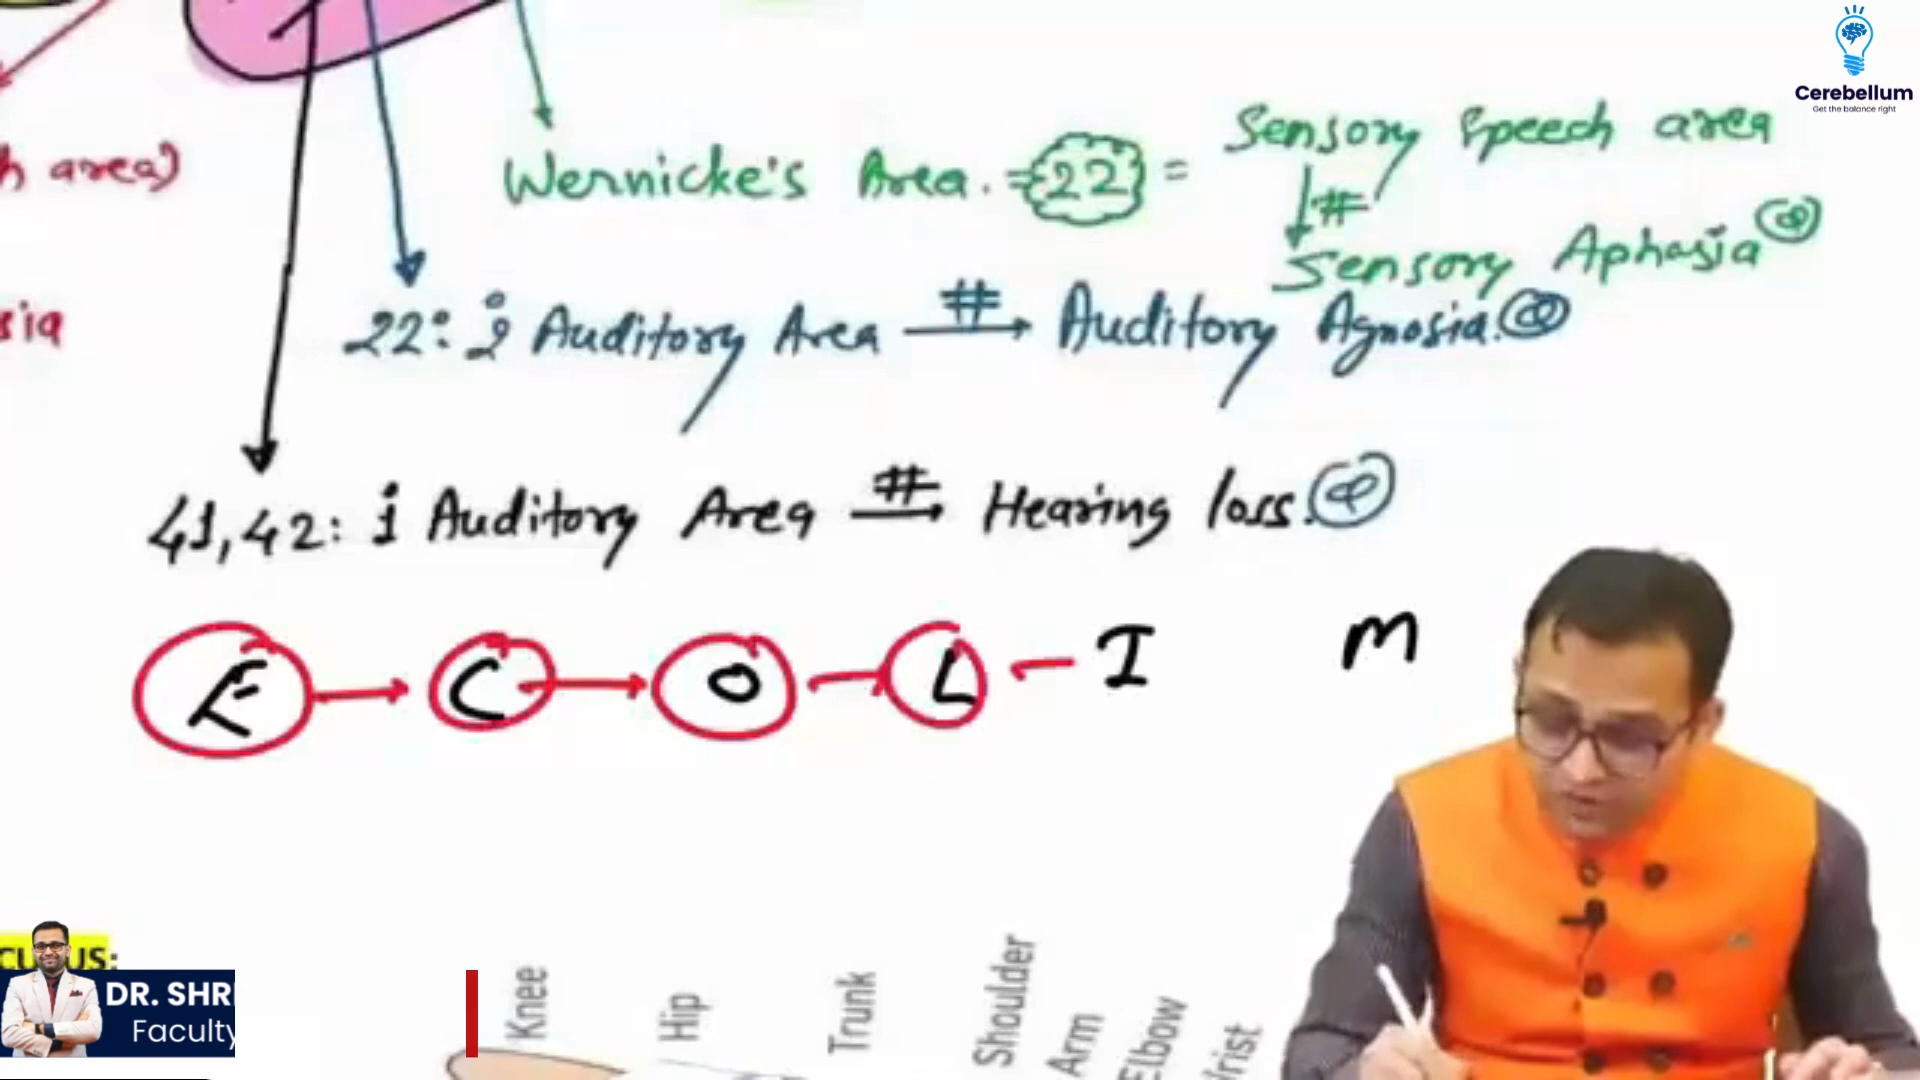 Cerebellum
Get the balance right
h area)
Wernicke's Area. = 22 = Sensory Speech area
#
Sensory Aphasia
sia
22: 2° Auditory Area # Auditory Agnosia.
41,42: 1° Auditory Area # Hearing loss.
E C O L I M
DR. SHR
Faculty
Knee
Hip
Trunk
Shoulder
Arm
Elbow